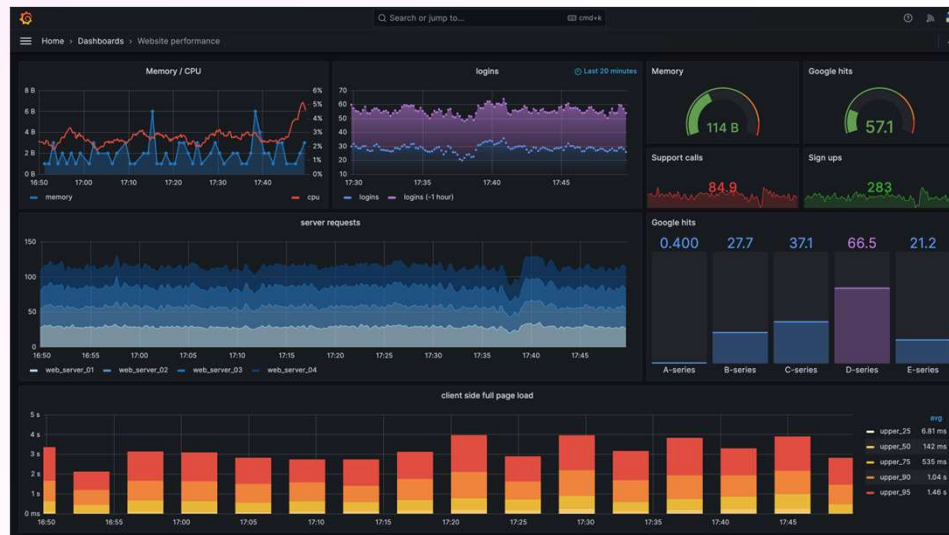 Search or jump to... cmd+k
Home › Dashboards › Website performance
Memory / CPU
8 B
6 B
4 B
2 B
0 B
6%
5%
4%
3%
2%
1%
0%
16:50 17:00 17:10 17:20 17:30 17:40
memory cpu
logins
Last 20 minutes
70
60
50
40
30
20
10
17:30 17:35 17:40 17:45
logins logins (-1 hour)
Memory
114 B
Google hits
57.1
Support calls
84.9
Sign ups
283
server requests
150
100
50
0
16:50 16:55 17:00 17:05 17:10 17:15 17:20 17:25 17:30 17:35 17:40 17:45
web_server_01 web_server_02 web_server_03 web_server_04
Google hits
0.400 27.7 37.1 66.5 21.2
A-series B-series C-series D-series E-series
client side full page load
5 s
4 s
3 s
2 s
1 s
0 ms
16:50 16:55 17:00 17:05 17:10 17:15 17:20 17:25 17:30 17:35 17:40 17:45
avg
upper_25 6.81 ms
upper_50 142 ms
upper_75 535 ms
upper_90 1.04 s
upper_95 1.46 s